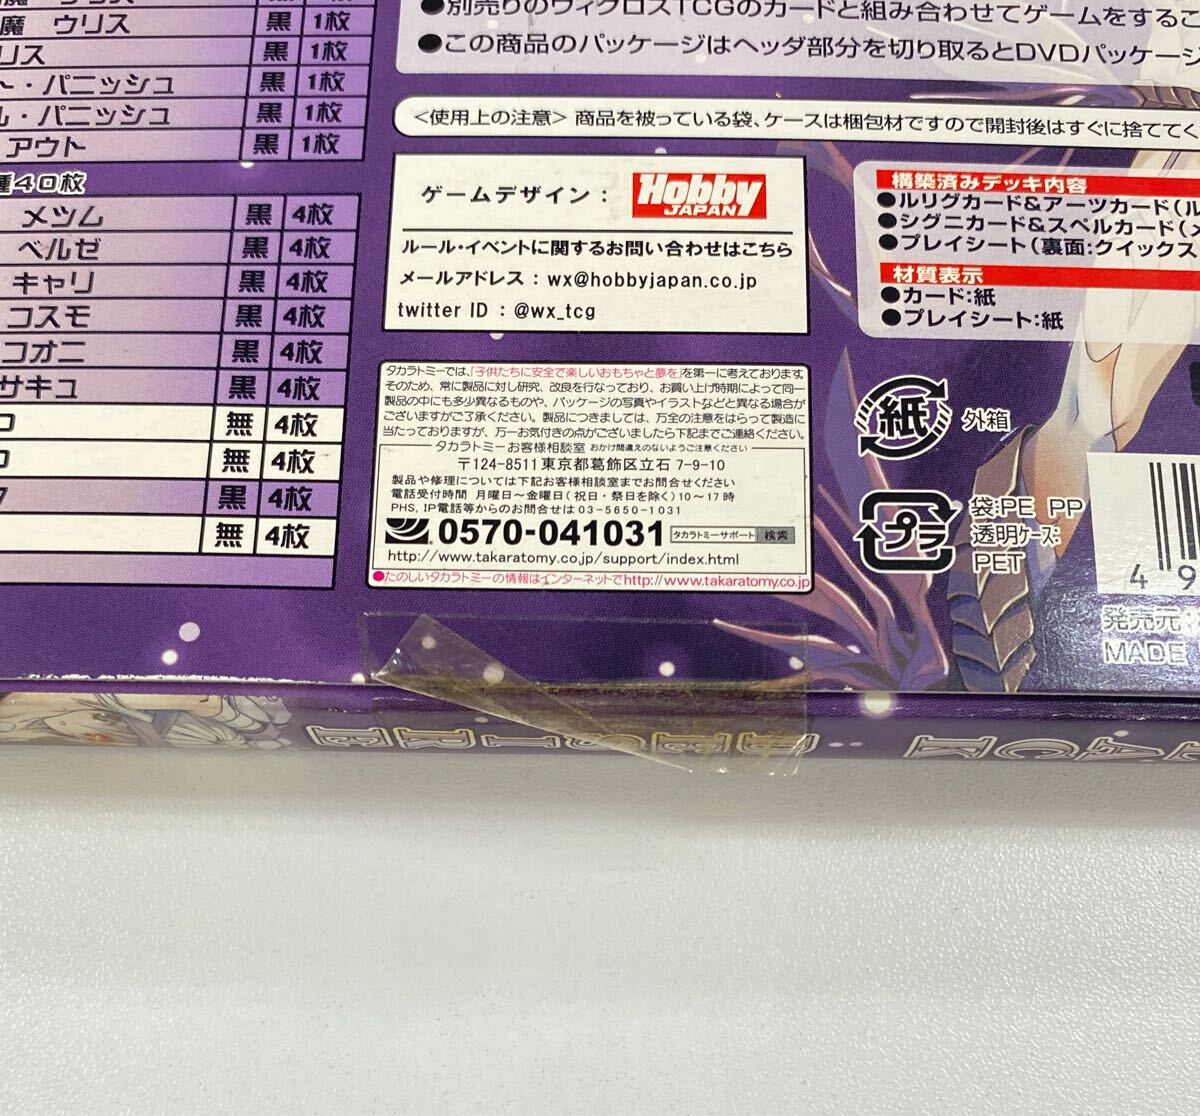 魔 ウリス 黒 1枚
リス 黒 1枚
ト・パニッシュ 黒 1枚
ル・パニッシュ 黒 1枚
アウト 黒 1枚
種40枚
メツム 黒 4枚
ベルゼ 黒 4枚
キャリ 黒 4枚
コスモ 黒 4枚
コオニ 黒 4枚
サキュ 黒 4枚
無 4枚
無 4枚
黒 4枚
無 4枚
●別売りのウィクロスTCGのカードと組み合わせてゲームをするこ
●この商品のパッケージはヘッダ部分を切り取るとDVDパッケージ
<使用上の注意> 商品を被っている袋、ケースは梱包材ですので開封後はすぐに捨ててく
ゲームデザイン：
Hobby
JAPAN
ルール・イベントに関するお問い合わせはこちら
メールアドレス：wx@hobbyjapan.co.jp
twitter ID：@wx_tcg
タカラトミーでは、「子供たちに安全で楽しいおもちゃと夢を」を第一に考えております。
そのため、常に製品に対し研究、改良を行なっており、お買い上げ時期によって同一
製品の中にも多少異なるものや、パッケージの写真やイラストなどと異なる場合が
ございますがご了承ください。製品につきましては、万全の注意をはらって製造に
当たっておりますが、万一お気付きの点がございましたら下記までご連絡ください。
タカラトミーお客様相談室 おかけ間違えのないようご注意ください
〒124-8511 東京都葛飾区立石 7-9-10
製品や修理については下記お客様相談室までお問合せください
電話受付時間 月曜日～金曜日(祝日・祭日を除く)10～17時
PHS, IP電話等からのお問合せは 03-5650-1031
0570-041031 タカラトミーサポート 検索
http://www.takaratomy.co.jp/support/index.html
●たのしいタカラトミーの情報はインターネットでhttp://www.takaratomy.co.jp
構築済みデッキ内容
●ルリグカード&アーツカード(ル
●シグニカード&スペルカード(メ
●プレイシート(裏面:クイックス
材質表示
●カード:紙
●プレイシート:紙
紙 外箱
プラ 袋:PE PP
透明ケース:
PET
4 9
発売元
MADE
DESIRE
ACK